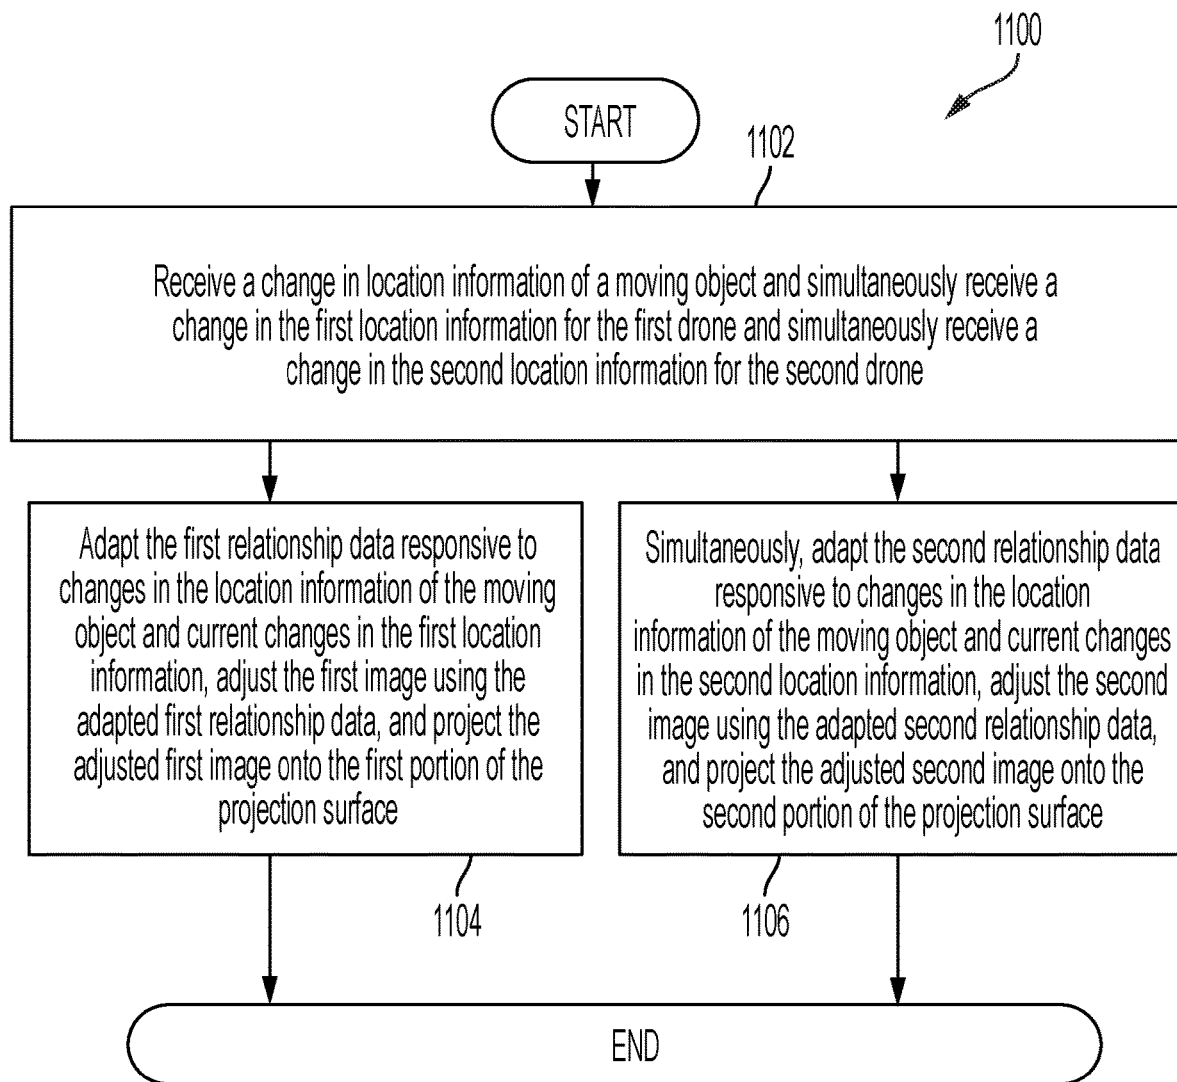 1100
START
1102
Receive a change in location information of a moving object and simultaneously receive a
change in the first location information for the first drone and simultaneously receive a
change in the second location information for the second drone
Adapt the first relationship data responsive to
changes in the location information of the moving
object and current changes in the first location
information, adjust the first image using the
adapted first relationship data, and project the
adjusted first image onto the first portion of the
projection surface
Simultaneously, adapt the second relationship data
responsive to changes in the location
information of the moving object and current changes
in the second location information, adjust the second
image using the adapted second relationship data,
and project the adjusted second image onto the
second portion of the projection surface
1104
1106
END